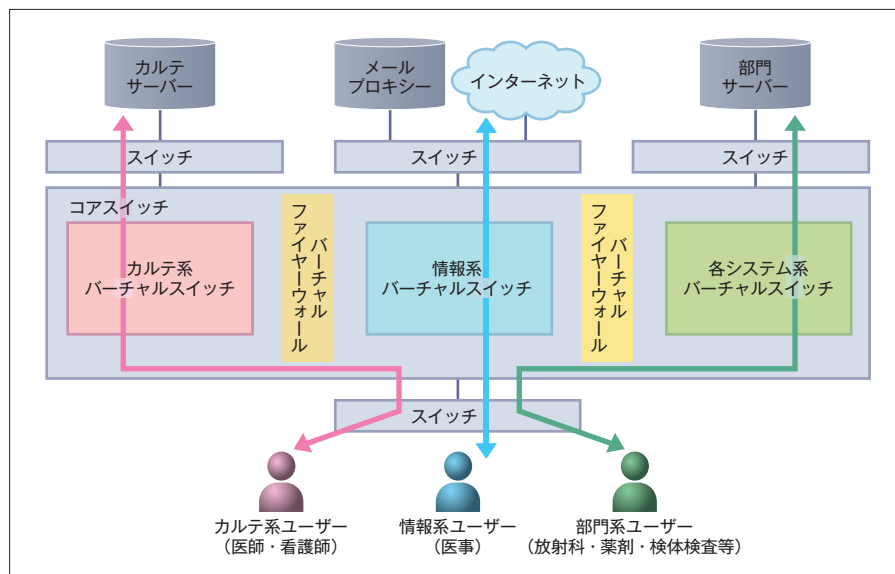 カルテ
サーバー
メール
プロキシー
インターネット
部門
サーバー
スイッチ
スイッチ
スイッチ
コアスイッチ
カルテ系
バーチャルスイッチ
バーチャル
ファイヤーウォール
情報系
バーチャルスイッチ
バーチャル
ファイヤーウォール
各システム系
バーチャルスイッチ
スイッチ
カルテ系ユーザー
（医師・看護師）
情報系ユーザー
（医事）
部門系ユーザー
（放射科・薬剤・検体検査等）